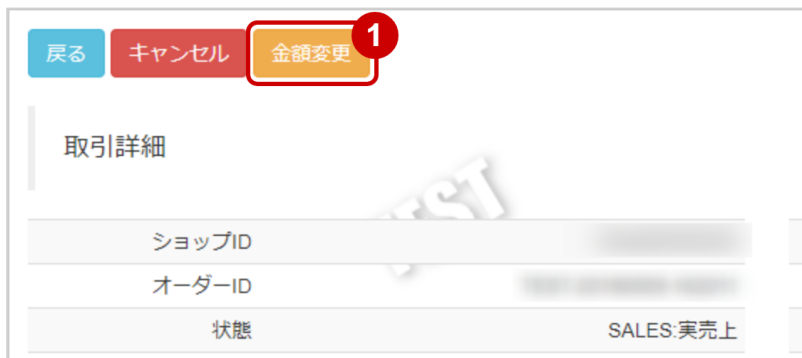 戻る キャンセル 金額変更 1
取引詳細
TEST
ショップID
オーダーID
状態 SALES:実売上